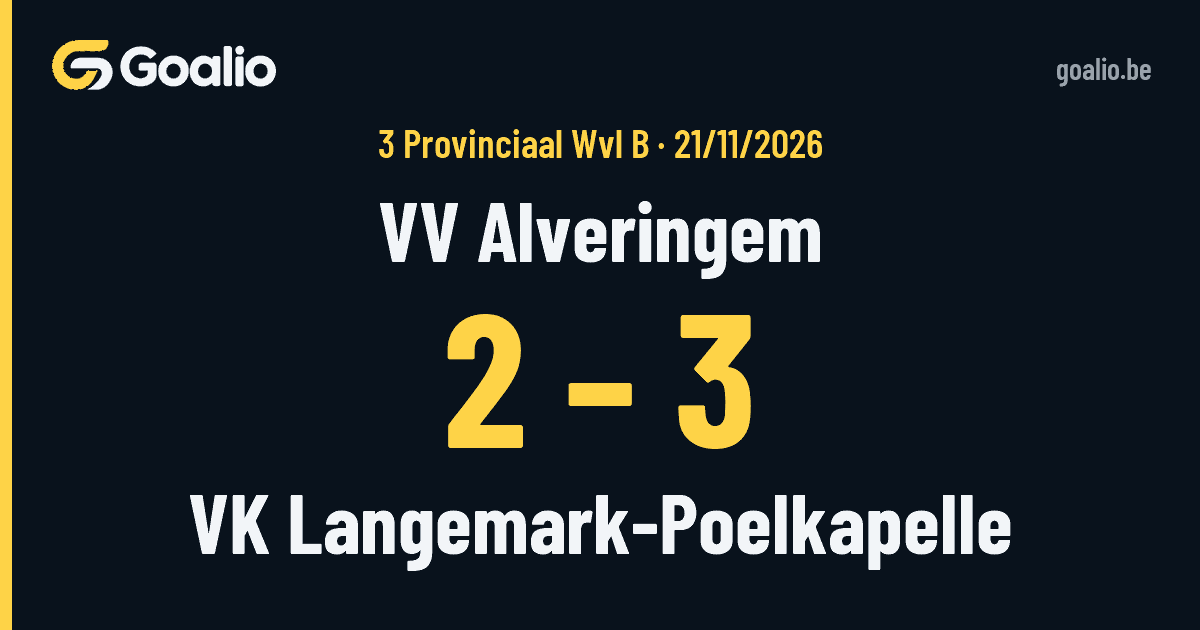 Goalio
goalio.be
3 Provinciaal Wvl B · 21/11/2026
VV Alveringem
2 – 3
VK Langemark-Poelkapelle